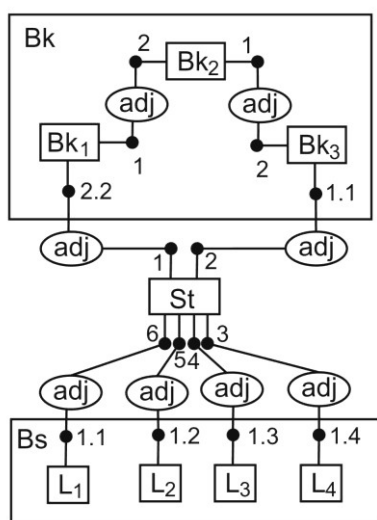 Bk
2 Bk₂ 1
adj adj
Bk₁ 1 2 Bk₃
2.2 1.1
adj 1 2 adj
St
6 5 4 3
adj adj adj adj
Bs 1.1 1.2 1.3 1.4
L₁ L₂ L₃ L₄